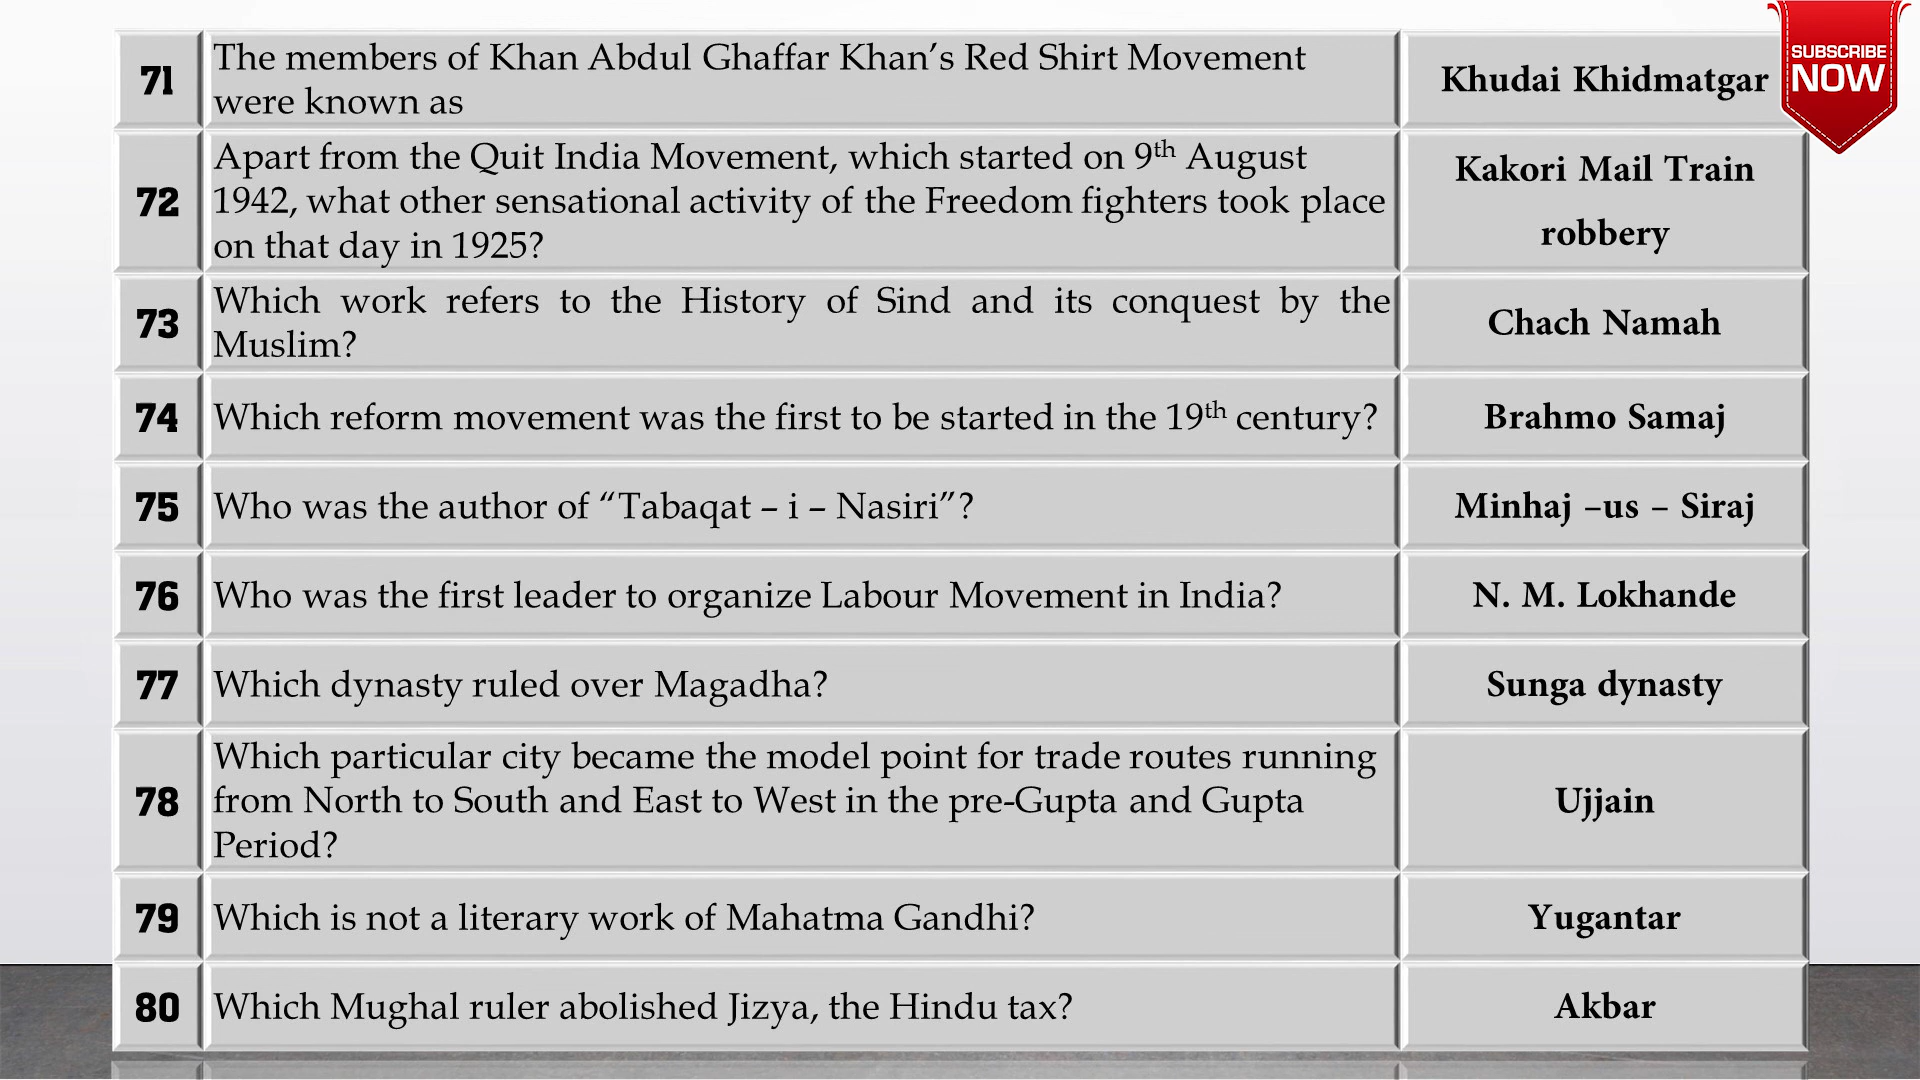 71
The members of Khan Abdul Ghaffar Khan’s Red Shirt Movement
were known as
Khudai Khidmatgar
SUBSCRIBE
NOW
72
Apart from the Quit India Movement, which started on 9th August
1942, what other sensational activity of the Freedom fighters took place
on that day in 1925?
Kakori Mail Train
robbery
73
Which work refers to the History of Sind and its conquest by the
Muslim?
Chach Namah
74
Which reform movement was the first to be started in the 19th century?
Brahmo Samaj
75
Who was the author of “Tabaqat – i – Nasiri”?
Minhaj –us – Siraj
76
Who was the first leader to organize Labour Movement in India?
N. M. Lokhande
77
Which dynasty ruled over Magadha?
Sunga dynasty
78
Which particular city became the model point for trade routes running
from North to South and East to West in the pre-Gupta and Gupta
Period?
Ujjain
79
Which is not a literary work of Mahatma Gandhi?
Yugantar
80
Which Mughal ruler abolished Jizya, the Hindu tax?
Akbar